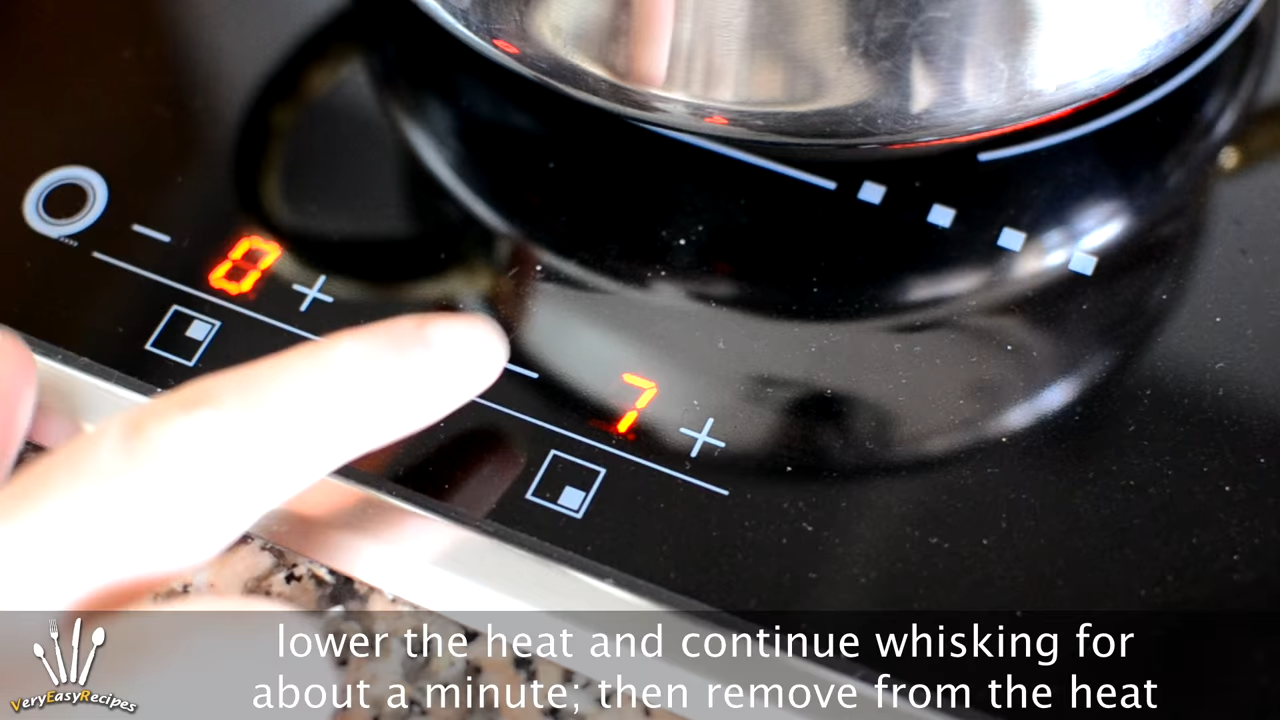 8
7
lower the heat and continue whisking for
about a minute; then remove from the heat
VeryEasyRecipes